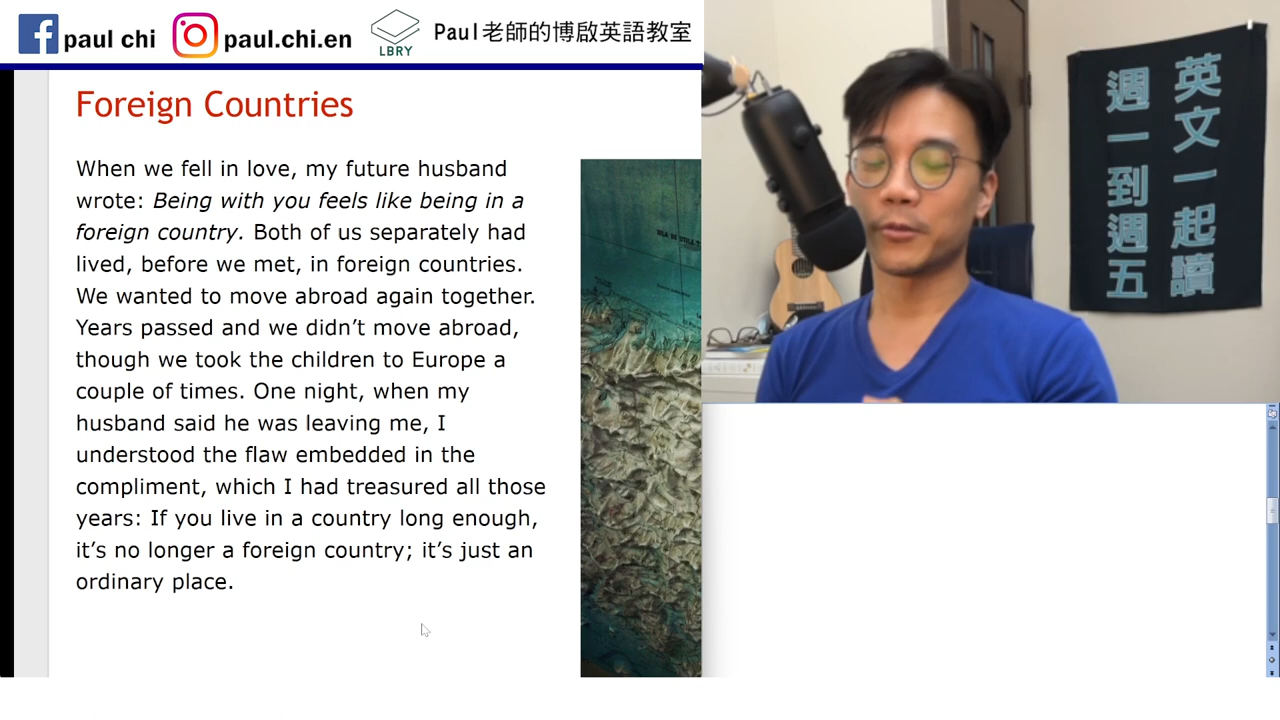 paul chi
paul.chi.en
LBRY
Paul老師的博啟英語教室
Foreign Countries
When we fell in love, my future husband
wrote: Being with you feels like being in a
foreign country. Both of us separately had
lived, before we met, in foreign countries.
We wanted to move abroad again together.
Years passed and we didn’t move abroad,
though we took the children to Europe a
couple of times. One night, when my
husband said he was leaving me, I
understood the flaw embedded in the
compliment, which I had treasured all those
years: If you live in a country long enough,
it’s no longer a foreign country; it’s just an
ordinary place.
英文一起讀
週一到週五